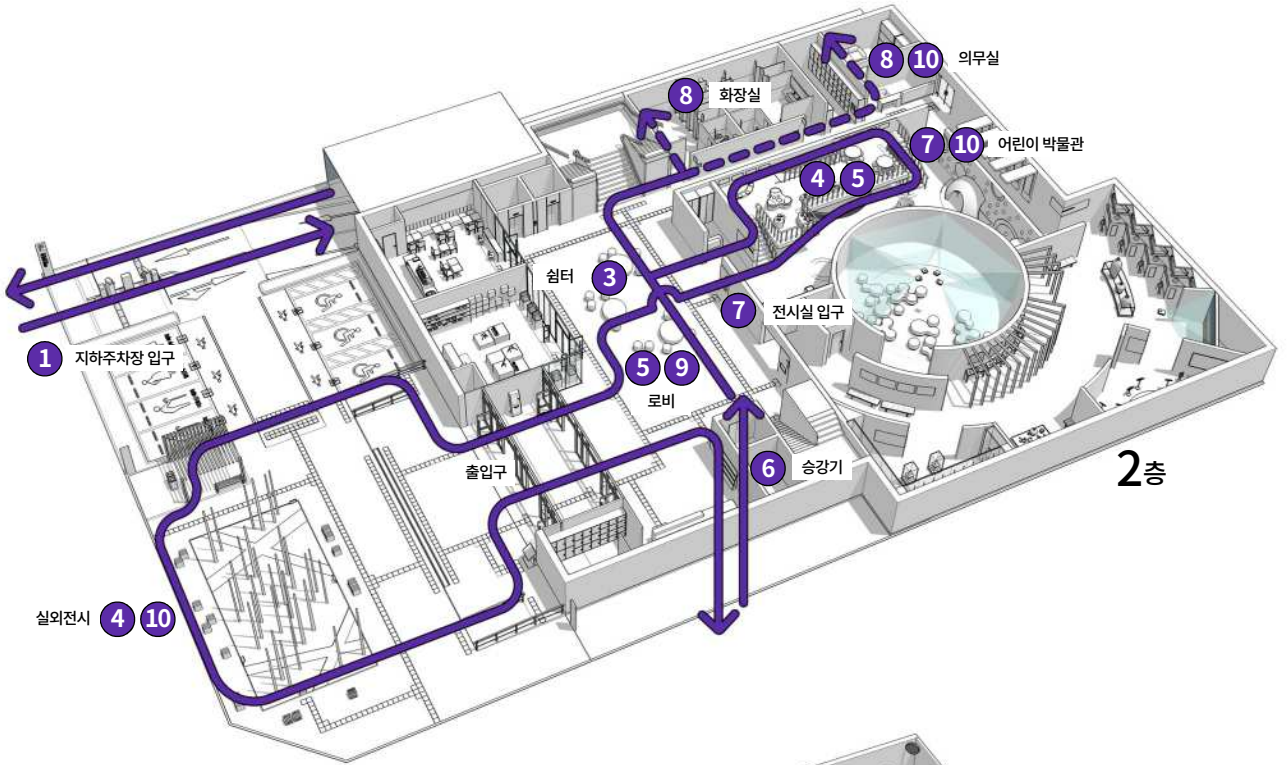 8 10 의무실
8 화장실
7 10 어린이 박물관
4 5
쉼터 3
7 전시실 입구
1 지하주차장 입구
5 9
로비
출입구
6 승강기
2층
실외전시 4 10